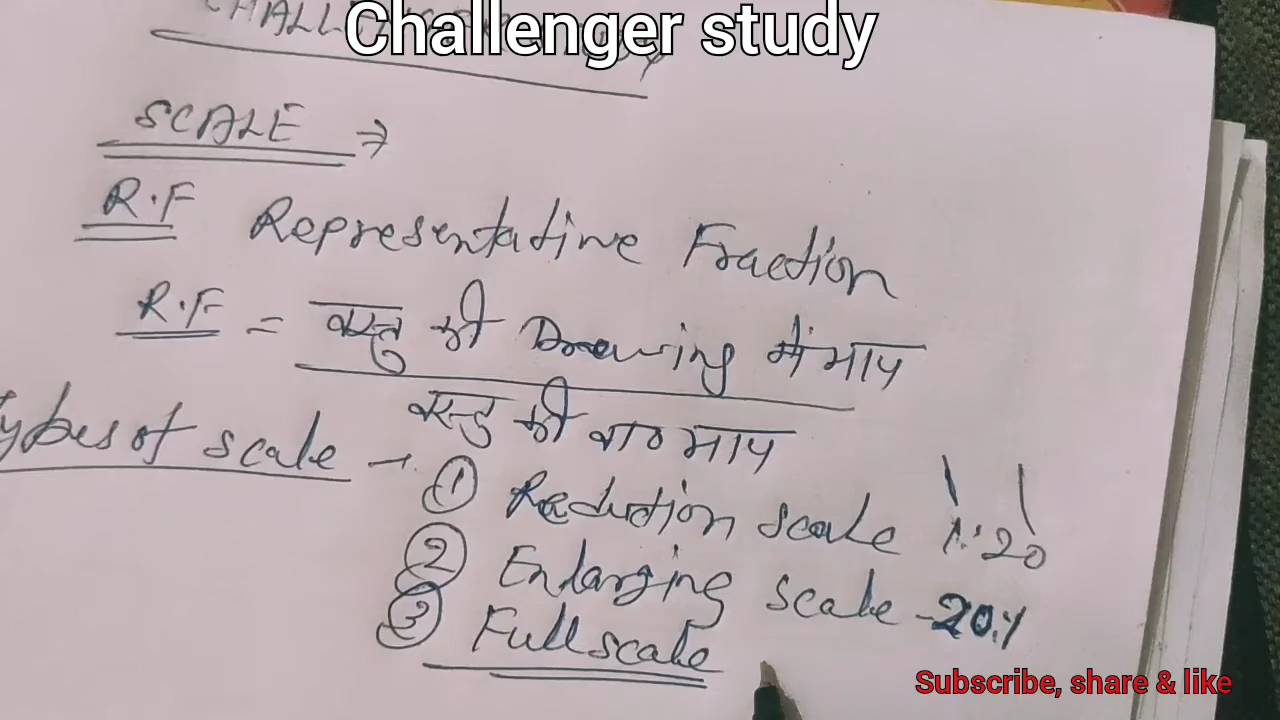 Challenger study
SCALE ⇒
R.F Representative Fraction
R.F = वस्तु की Drawing में माप
वस्तु की वा० माप
Types of scale →
① Reduction scale 1:20
② Enlarging scale - 20:1
③ Full scale
Subscribe, share & like